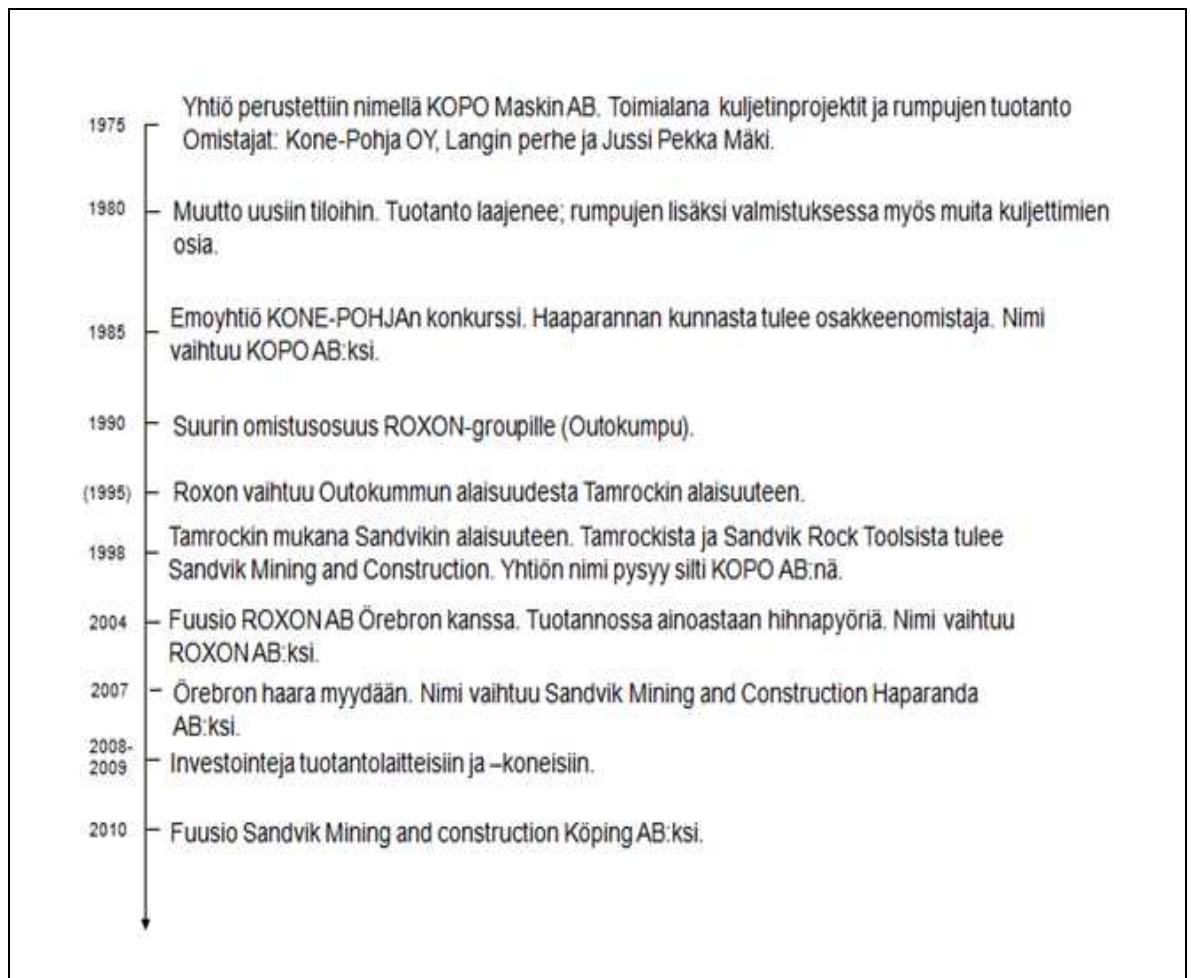 1975 Yhtiö perustettiin nimellä KOPO Maskin AB. Toimialana kuljetinprojektit ja rumpujen tuotanto
Omistajat: Kone-Pohja OY, Langin perhe ja Jussi Pekka Mäki.
1980 Muutto uusiin tiloihin. Tuotanto laajenee; rumpujen lisäksi valmistuksessa myös muita kuljettimien
osia.
1985 Emoyhtiö KONE-POHJAn konkurssi. Haaparannan kunnasta tulee osakkeenomistaja. Nimi
vaihtuu KOPO AB:ksi.
1990 Suurin omistusosuus ROXON-groupille (Outokumpu).
(1995) Roxon vaihtuu Outokummun alaisuudesta Tamrockin alaisuuteen.
1998 Tamrockin mukana Sandvikin alaisuuteen. Tamrockista ja Sandvik Rock Toolsista tulee
Sandvik Mining and Construction. Yhtiön nimi pysyy silti KOPO AB:nä.
2004 Fuusio ROXON AB Örebron kanssa. Tuotannossa ainoastaan hihnapyöriä. Nimi vaihtuu
ROXON AB:ksi.
2007 Örebron haara myydään. Nimi vaihtuu Sandvik Mining and Construction Haparanda
AB:ksi.
2008-
2009 Investointeja tuotantolaitteisiin ja –koneisiin.
2010 Fuusio Sandvik Mining and construction Köping AB:ksi.